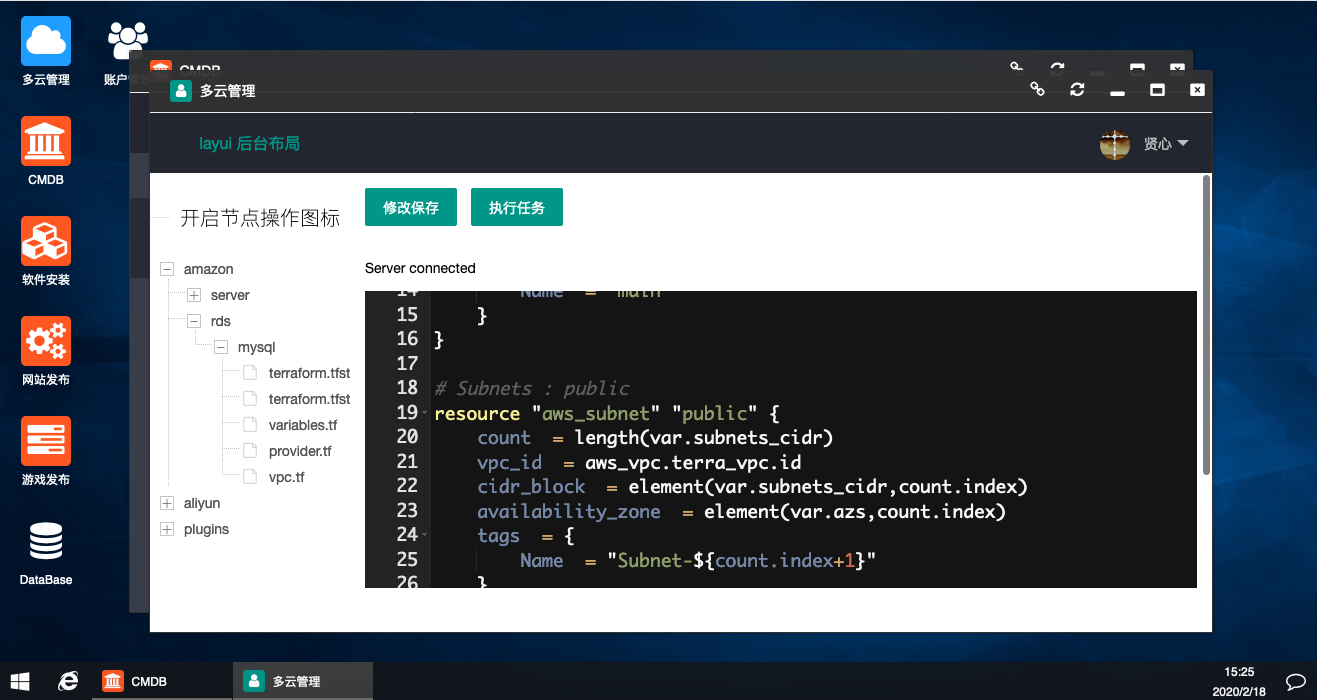 多云管理
账户管理
CMDB
软件安装
网站发布
游戏发布
DataBase
CMDB
多云管理
layui 后台布局
贤心
开启节点操作图标
修改保存
执行任务
amazon
server
rds
mysql
terraform.tfst
terraform.tfst
variables.tf
provider.tf
vpc.tf
aliyun
plugins
Server connected
14 Name = "main"
15 }
16 }
17
18 # Subnets : public
19 resource "aws_subnet" "public" {
20 count = length(var.subnets_cidr)
21 vpc_id = aws_vpc.terra_vpc.id
22 cidr_block = element(var.subnets_cidr,count.index)
23 availability_zone = element(var.azs,count.index)
24 tags = {
25 Name = "Subnet-${count.index+1}"
26 }
CMDB
多云管理
15:25
2020/2/18